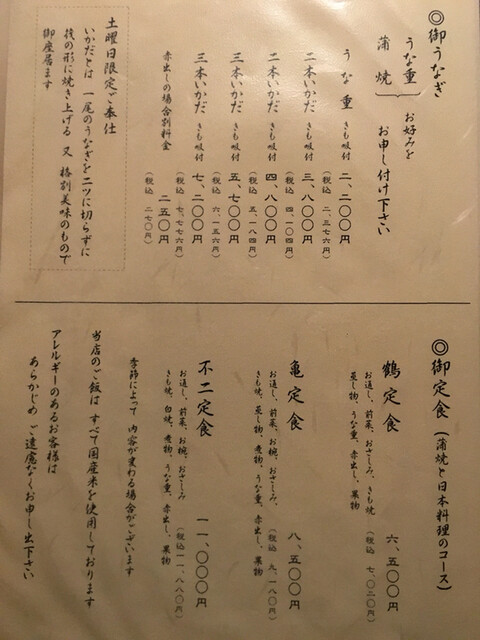 ◎御うなぎ
うな重
蒲焼
お好みを
お申し付け下さい
うな重 きも吸付 二、二〇〇円
(税込 二、三七六円)
二本いかだ きも吸付 三、八〇〇円
(税込 四、一〇四円)
二本いかだ きも吸付 四、八〇〇円
(税込 五、一八四円)
三本いかだ きも吸付 五、七〇〇円
(税込 六、一五六円)
三本いかだ きも吸付 七、二〇〇円
(税込 七、七七六円)
赤出しの場合別料金 二五〇円
(税込 二七〇円)
土曜日限定ご奉仕
いかだとは 一尾のうなぎを二ツに切らずに
筏の形に焼き上げる 又 格別美味のもので
御座居ます
◎御定食(蒲焼と日本料理のコース)
鶴定食 六、五〇〇円
(税込 七、〇二〇円)
お通し、前菜、おさしみ、きも焼
蒸し物、うな重、赤出し、果物
亀定食 八、五〇〇円
(税込 九、一八〇円)
お通し、前菜、お椀、おさしみ、
きも焼、蒸し物、煮物、うな重、赤出し、果物
不二定食 一一、〇〇〇円
(税込 一一、八八〇円)
お通し、前菜、お椀、おさしみ
きも焼、白焼、煮物、うな重、赤出し、果物
季節によって 内容が変わる場合がございます
当店のご飯は すべて国産米を使用しております
アレルギーのあるお客様は
あらかじめ ご遠慮なくお申し出下さい